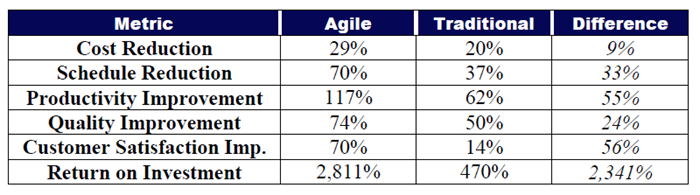 Metric Agile Traditional Difference
Cost Reduction 29% 20% 9%
Schedule Reduction 70% 37% 33%
Productivity Improvement 117% 62% 55%
Quality Improvement 74% 50% 24%
Customer Satisfaction Imp. 70% 14% 56%
Return on Investment 2,811% 470% 2,341%